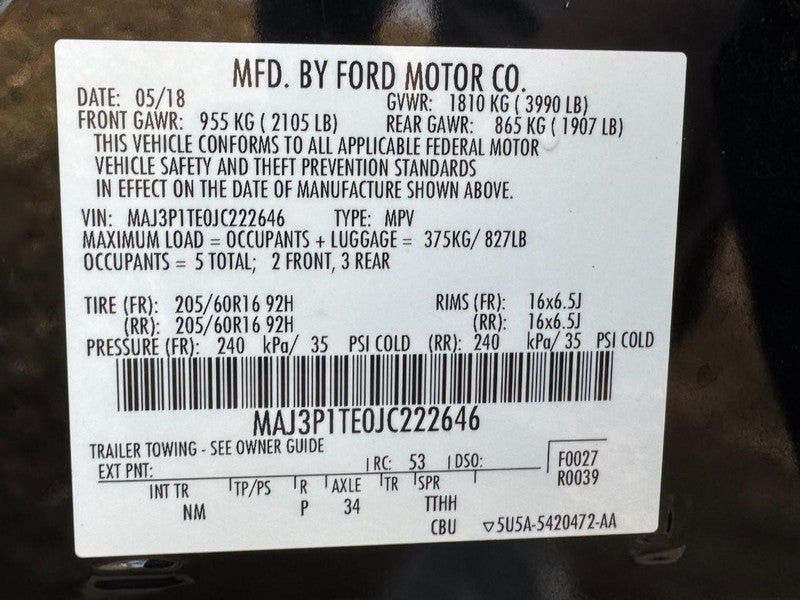 MFD. BY FORD MOTOR CO.
DATE: 05/18 GVWR: 1810 KG ( 3990 LB)
FRONT GAWR: 955 KG ( 2105 LB) REAR GAWR: 865 KG ( 1907 LB)
THIS VEHICLE CONFORMS TO ALL APPLICABLE FEDERAL MOTOR
VEHICLE SAFETY AND THEFT PREVENTION STANDARDS
IN EFFECT ON THE DATE OF MANUFACTURE SHOWN ABOVE.
VIN: MAJ3P1TE0JC222646 TYPE: MPV
MAXIMUM LOAD = OCCUPANTS + LUGGAGE = 375KG/ 827LB
OCCUPANTS = 5 TOTAL; 2 FRONT, 3 REAR
TIRE (FR): 205/60R16 92H RIMS (FR): 16x6.5J
(RR): 205/60R16 92H (RR): 16x6.5J
PRESSURE (FR): 240 kPa/ 35 PSI COLD (RR): 240 kPa/ 35 PSI COLD
MAJ3P1TE0JC222646
TRAILER TOWING - SEE OWNER GUIDE
EXT PNT: RC: 53 DSO: F0027
R0039
INT TR TP/PS R AXLE TR SPR
NM P 34 TTHH
CBU ▽5U5A-5420472-AA